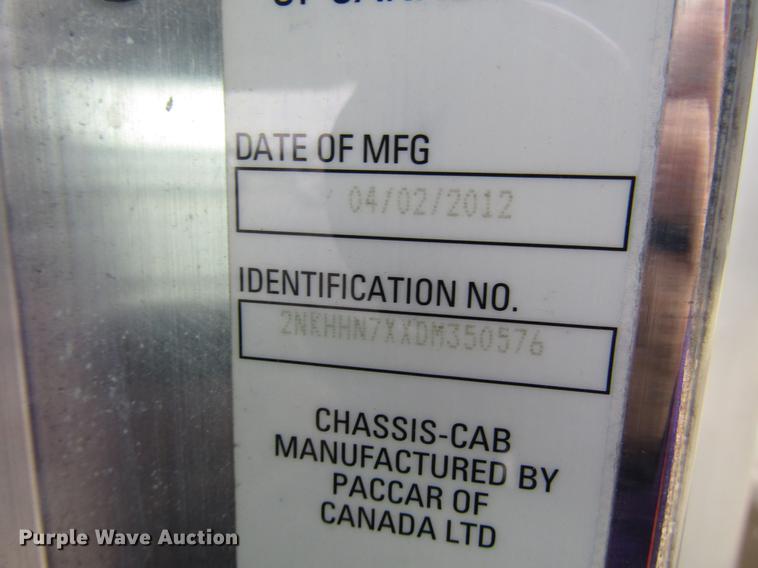 DATE OF MFG
04/02/2012
IDENTIFICATION NO.
2NKHHN7XXDM350576
CHASSIS-CAB
MANUFACTURED BY
PACCAR OF
CANADA LTD
Purple Wave Auction